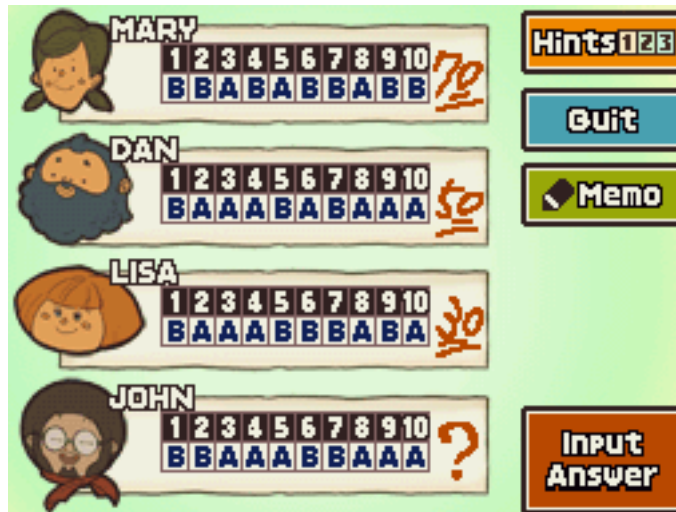 MARY
1 2 3 4 5 6 7 8 9 10
B B A B A B B A B B
70
DAN
1 2 3 4 5 6 7 8 9 10
B A A A B A B A A A
50
LISA
1 2 3 4 5 6 7 8 9 10
B A A A B B B A B A
30
JOHN
1 2 3 4 5 6 7 8 9 10
B B A A A B B A A A
?
Hints 1 2 3
Quit
Memo
Input
Answer